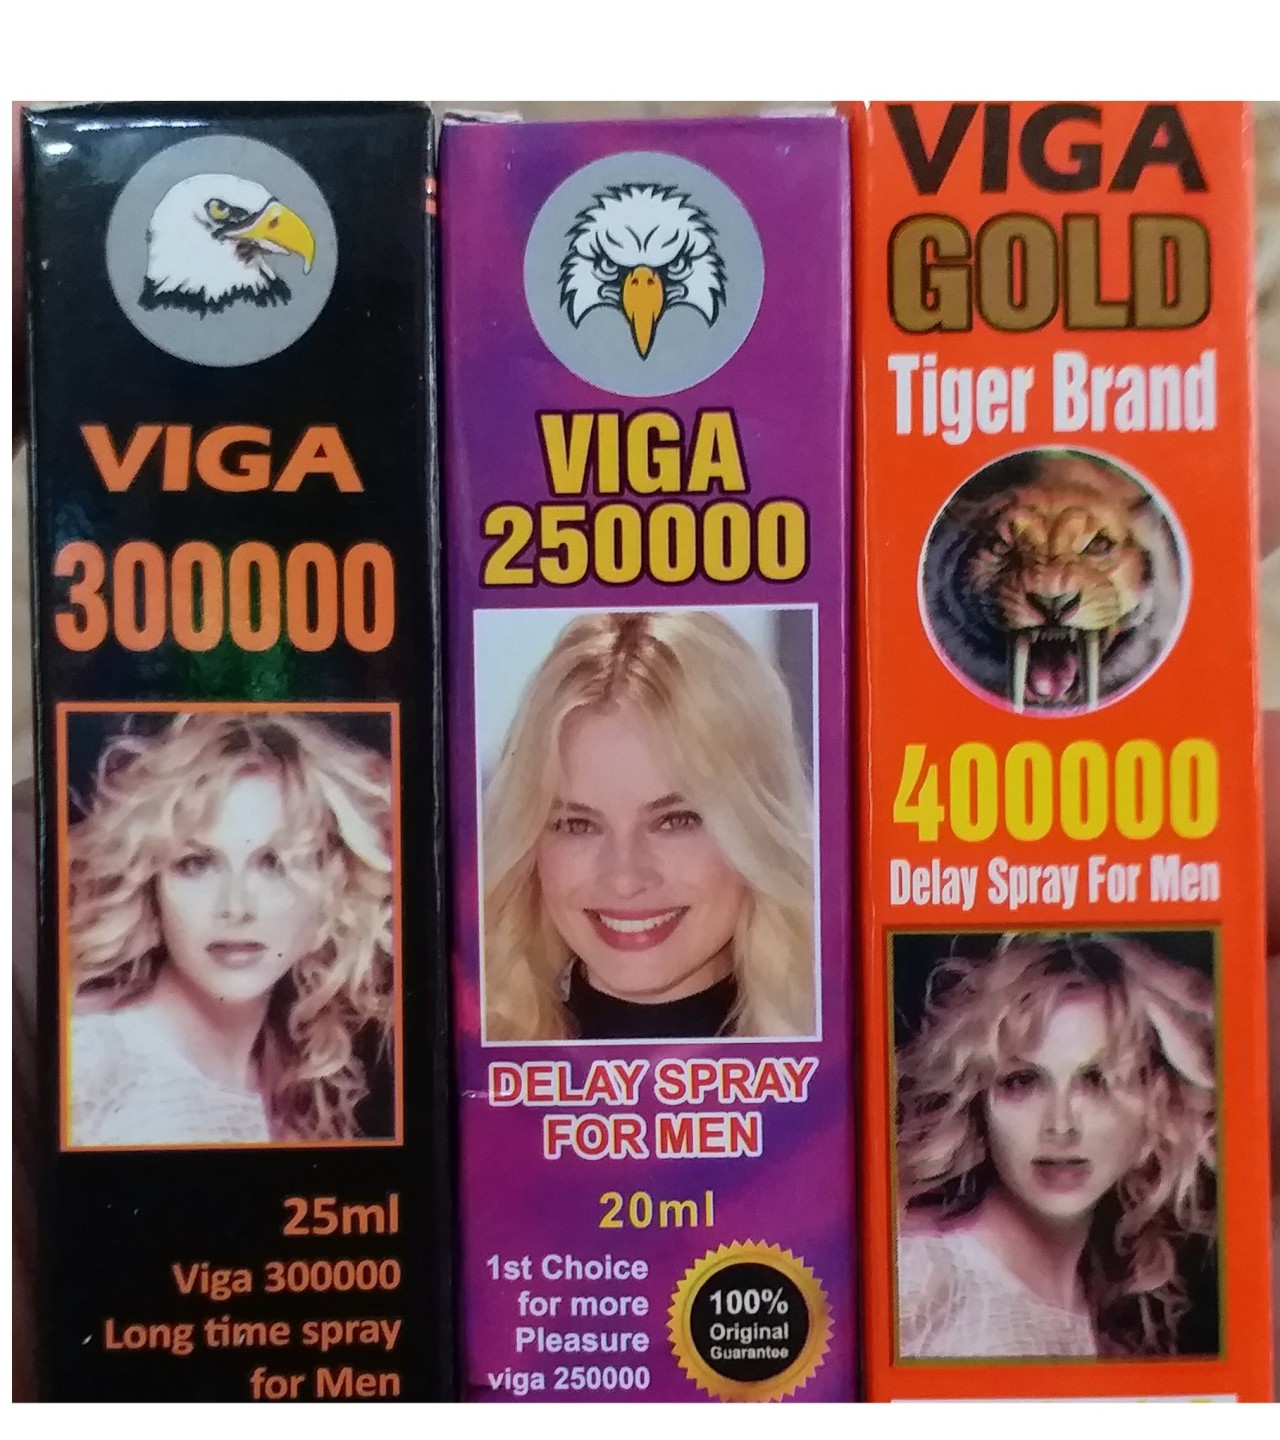 VIGA
300000
25ml
Viga 300000
Long time spray
for Men
VIGA
250000
DELAY SPRAY
FOR MEN
20ml
1st Choice
for more
Pleasure
viga 250000
100%
Original
Guarantee
VIGA
GOLD
Tiger Brand
400000
Delay Spray For Men